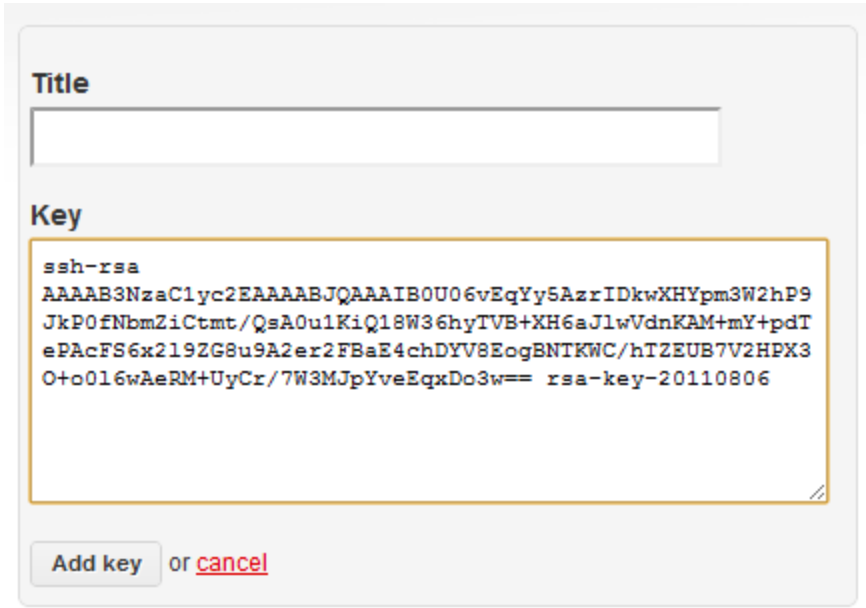 Title
Key
ssh-rsa
AAAAB3NzaC1yc2EAAAABJQAAAIB0U06vEqYy5AzrIDkwXHYpm3W2hP9
JkP0fNbmZiCtmt/QsA0u1KiQ18W36hyTVB+XH6aJlwVdnKAM+mY+pdT
ePAcFS6x2l9ZG8u9A2er2FBaE4chDYV8EogBNTKWC/hTZEUB7V2HPX3
O+o0l6wAeRM+UyCr/7W3MJpYveEqxDo3w== rsa-key-20110806
Add key or cancel